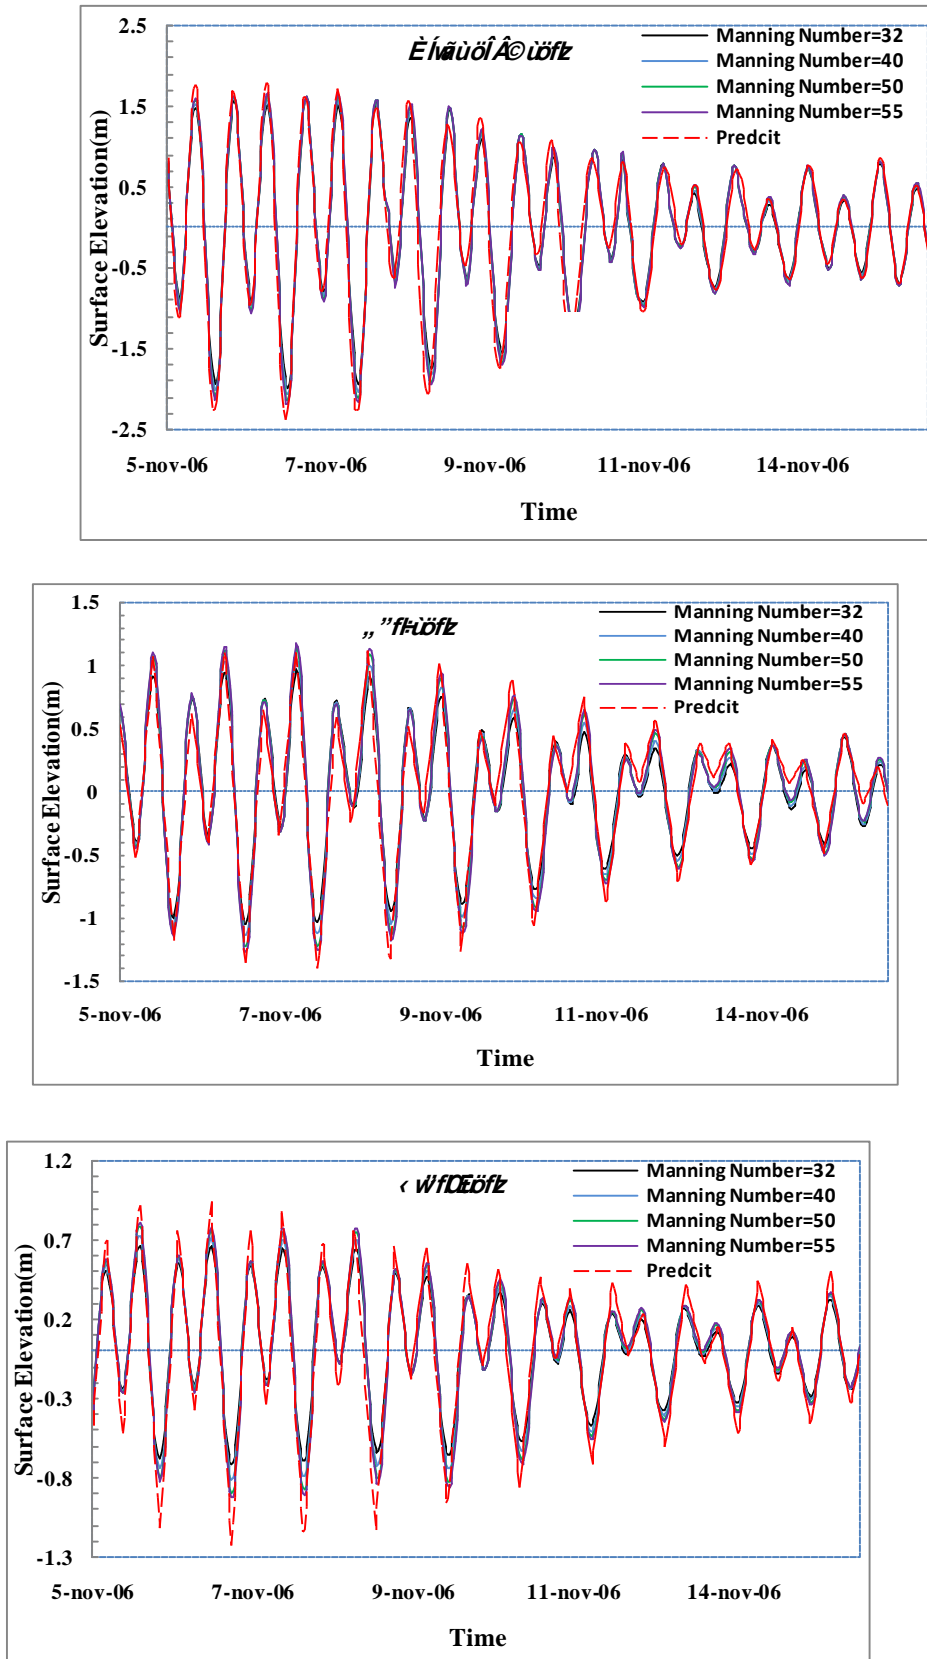 2.5
1.5
0.5
-0.5
-1.5
-2.5
Surface Elevation(m)
Manning Number=32
Manning Number=40
Manning Number=50
Manning Number=55
Predcit
5-nov-06
7-nov-06
9-nov-06
11-nov-06
14-nov-06
Time
1.5
1
0.5
0
-0.5
-1
-1.5
Surface Elevation(m)
Manning Number=32
Manning Number=40
Manning Number=50
Manning Number=55
Predcit
5-nov-06
7-nov-06
9-nov-06
11-nov-06
14-nov-06
Time
1.2
0.7
0.2
-0.3
-0.8
-1.3
Surface Elevation(m)
Manning Number=32
Manning Number=40
Manning Number=50
Manning Number=55
Predcit
5-nov-06
7-nov-06
9-nov-06
11-nov-06
14-nov-06
Time